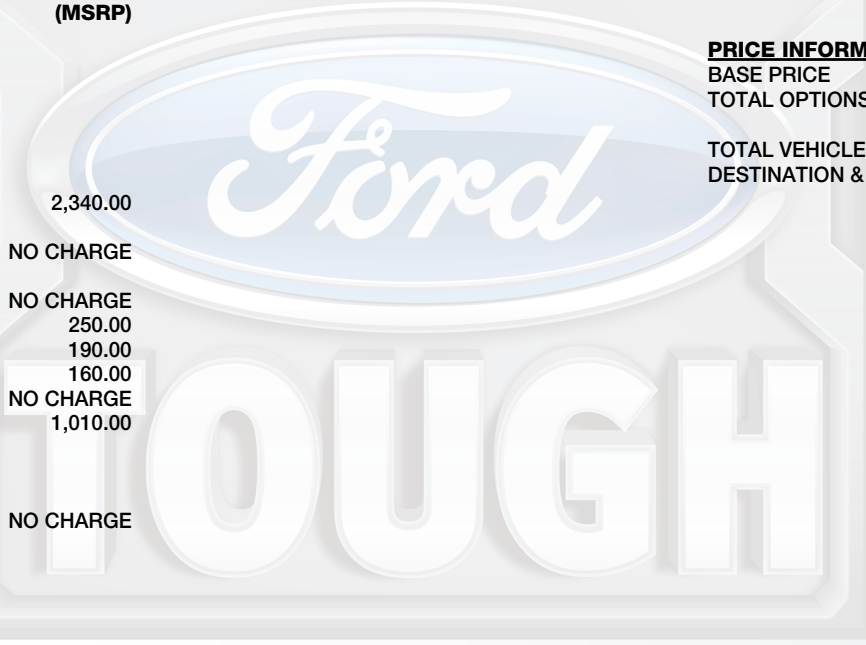 (MSRP)
2,340.00
NO CHARGE
NO CHARGE
250.00
190.00
160.00
NO CHARGE
1,010.00
NO CHARGE
PRICE INFORM
BASE PRICE
TOTAL OPTIONS
TOTAL VEHICLE
DESTINATION &
Ford
TOUGH